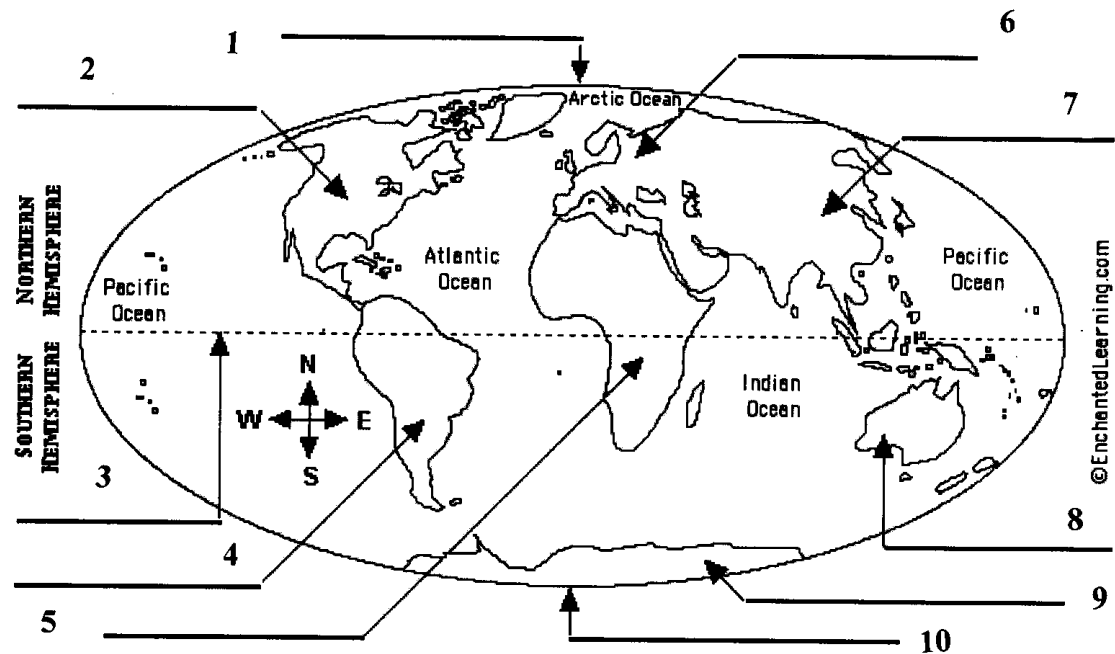 1
6
2
7
Arctic Ocean
NORTHERN
HEMISPHERE
Atlantic
Ocean
Pacific
Ocean
Pacific
Ocean
SOUTHERN
HEMISPHERE
N
W
E
S
Indian
Ocean
©EnchantedLearning.com
3
8
4
5
9
10